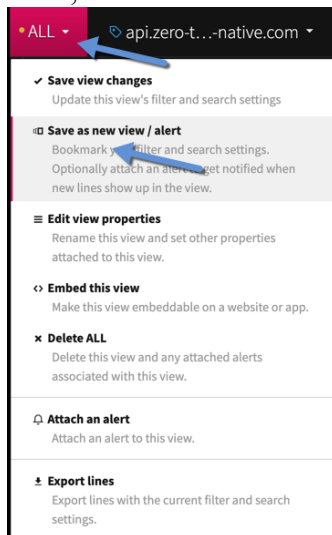 ALL
api.zero-t...-native.com
Save view changes
Update this view's filter and search settings
Save as new view / alert
Bookmark your filter and search settings.
Optionally attach an alert to get notified when
new lines show up in the view.
Edit view properties
Rename this view and set other properties
attached to this view.
Embed this view
Make this view embeddable on a website or app.
Delete ALL
Delete this view and any attached alerts
associated with this view.
Attach an alert
Attach an alert to this view.
Export lines
Export lines with the current filter and search
settings.